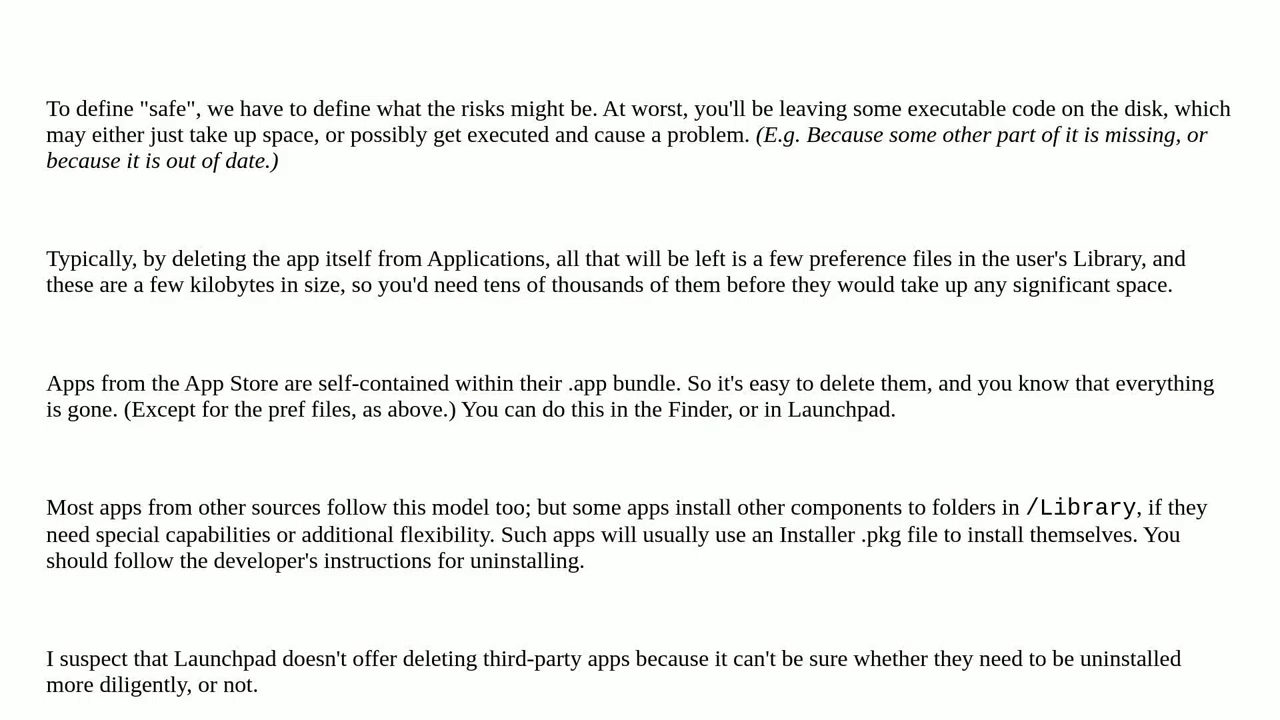 To define "safe", we have to define what the risks might be. At worst, you'll be leaving some executable code on the disk, which
may either just take up space, or possibly get executed and cause a problem. (E.g. Because some other part of it is missing, or
because it is out of date.)
Typically, by deleting the app itself from Applications, all that will be left is a few preference files in the user's Library, and
these are a few kilobytes in size, so you'd need tens of thousands of them before they would take up any significant space.
Apps from the App Store are self-contained within their .app bundle. So it's easy to delete them, and you know that everything
is gone. (Except for the pref files, as above.) You can do this in the Finder, or in Launchpad.
Most apps from other sources follow this model too; but some apps install other components to folders in /Library, if they
need special capabilities or additional flexibility. Such apps will usually use an Installer .pkg file to install themselves. You
should follow the developer's instructions for uninstalling.
I suspect that Launchpad doesn't offer deleting third-party apps because it can't be sure whether they need to be uninstalled
more diligently, or not.